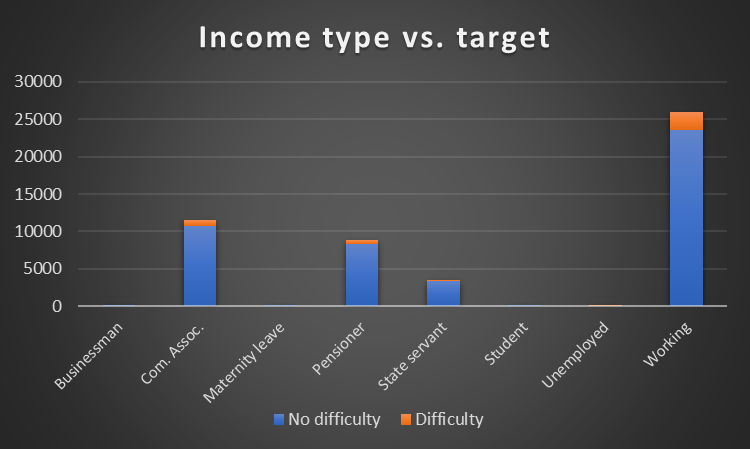 Income type vs. target
30000
25000
20000
15000
10000
5000
0
Businessman
Com. Assoc.
Maternity leave
Pensioner
State servant
Student
Unemployed
Working
No difficulty
Difficulty